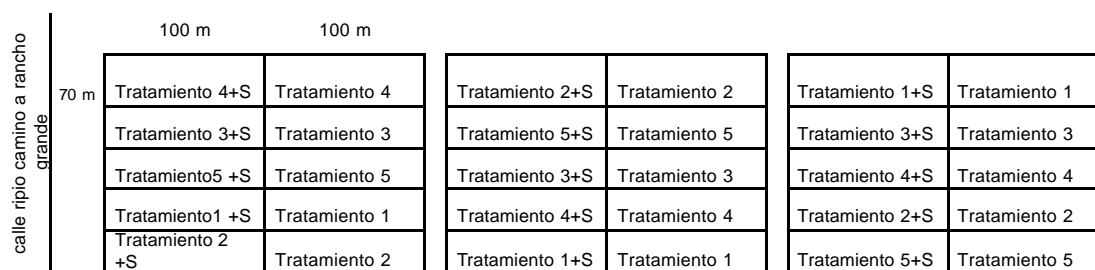 calle ripio camino a rancho
grande
100 m 100 m
70 m Tratamiento 4+S Tratamiento 4 Tratamiento 2+S Tratamiento 2 Tratamiento 1+S Tratamiento 1
Tratamiento 3+S Tratamiento 3 Tratamiento 5+S Tratamiento 5 Tratamiento 3+S Tratamiento 3
Tratamiento5 +S Tratamiento 5 Tratamiento 3+S Tratamiento 3 Tratamiento 4+S Tratamiento 4
Tratamiento1 +S Tratamiento 1 Tratamiento 4+S Tratamiento 4 Tratamiento 2+S Tratamiento 2
Tratamiento 2
+S Tratamiento 2 Tratamiento 1+S Tratamiento 1 Tratamiento 5+S Tratamiento 5